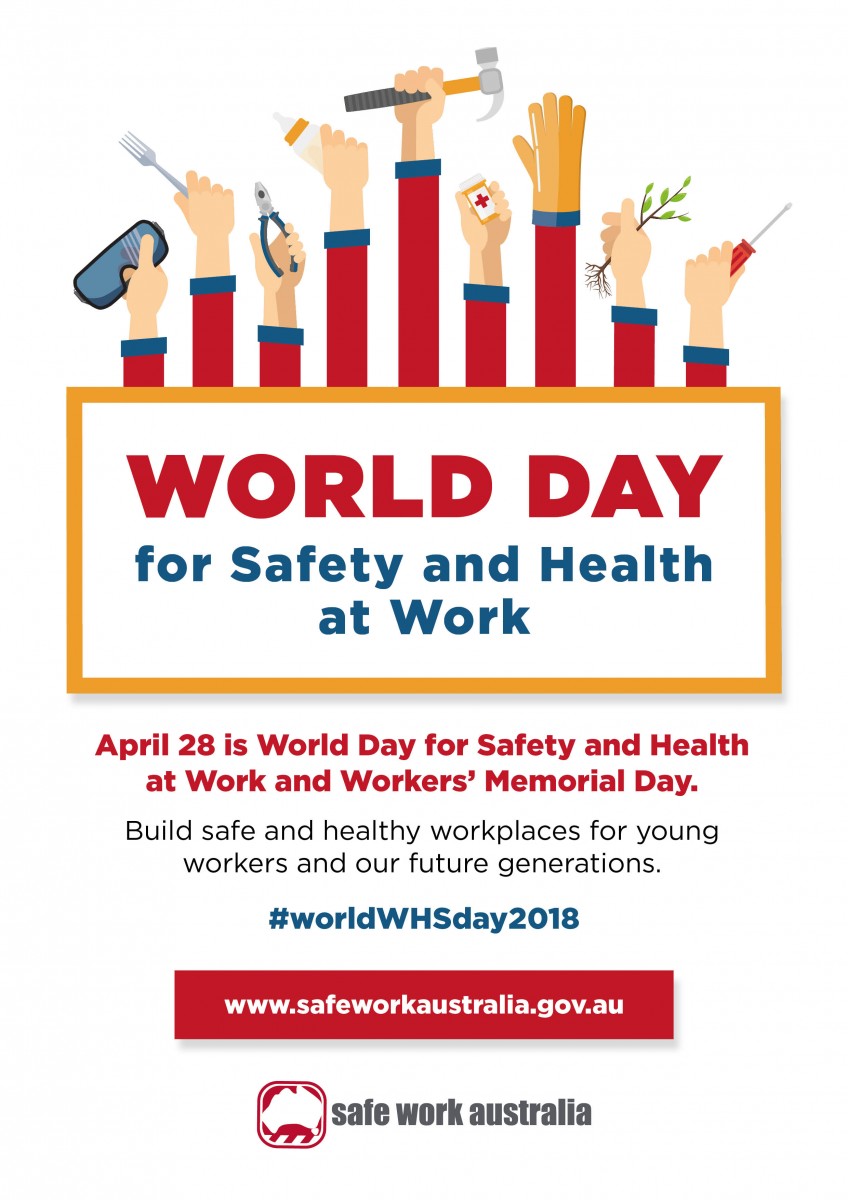 WORLD DAY
for Safety and Health
at Work
April 28 is World Day for Safety and Health
at Work and Workers’ Memorial Day.
Build safe and healthy workplaces for young
workers and our future generations.
#worldWHSday2018
www.safeworkaustralia.gov.au
safe work australia